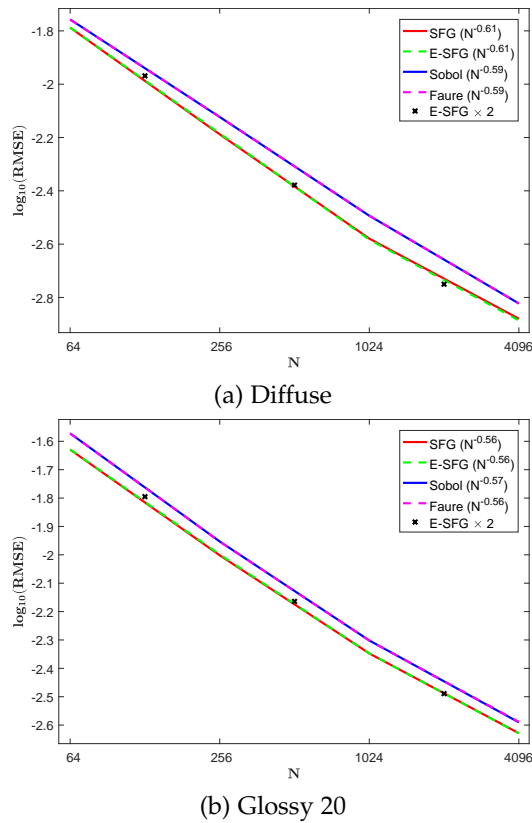 -1.8
-2
-2.2
-2.4
-2.6
-2.8
log10(RMSE)
64
256
1024
4096
N
SFG (N^-0.61)
E-SFG (N^-0.61)
Sobol (N^-0.59)
Faure (N^-0.59)
E-SFG × 2
(a) Diffuse
-1.6
-1.7
-1.8
-1.9
-2
-2.1
-2.2
-2.3
-2.4
-2.5
-2.6
log10(RMSE)
64
256
1024
4096
N
SFG (N^-0.56)
E-SFG (N^-0.56)
Sobol (N^-0.57)
Faure (N^-0.56)
E-SFG × 2
(b) Glossy 20